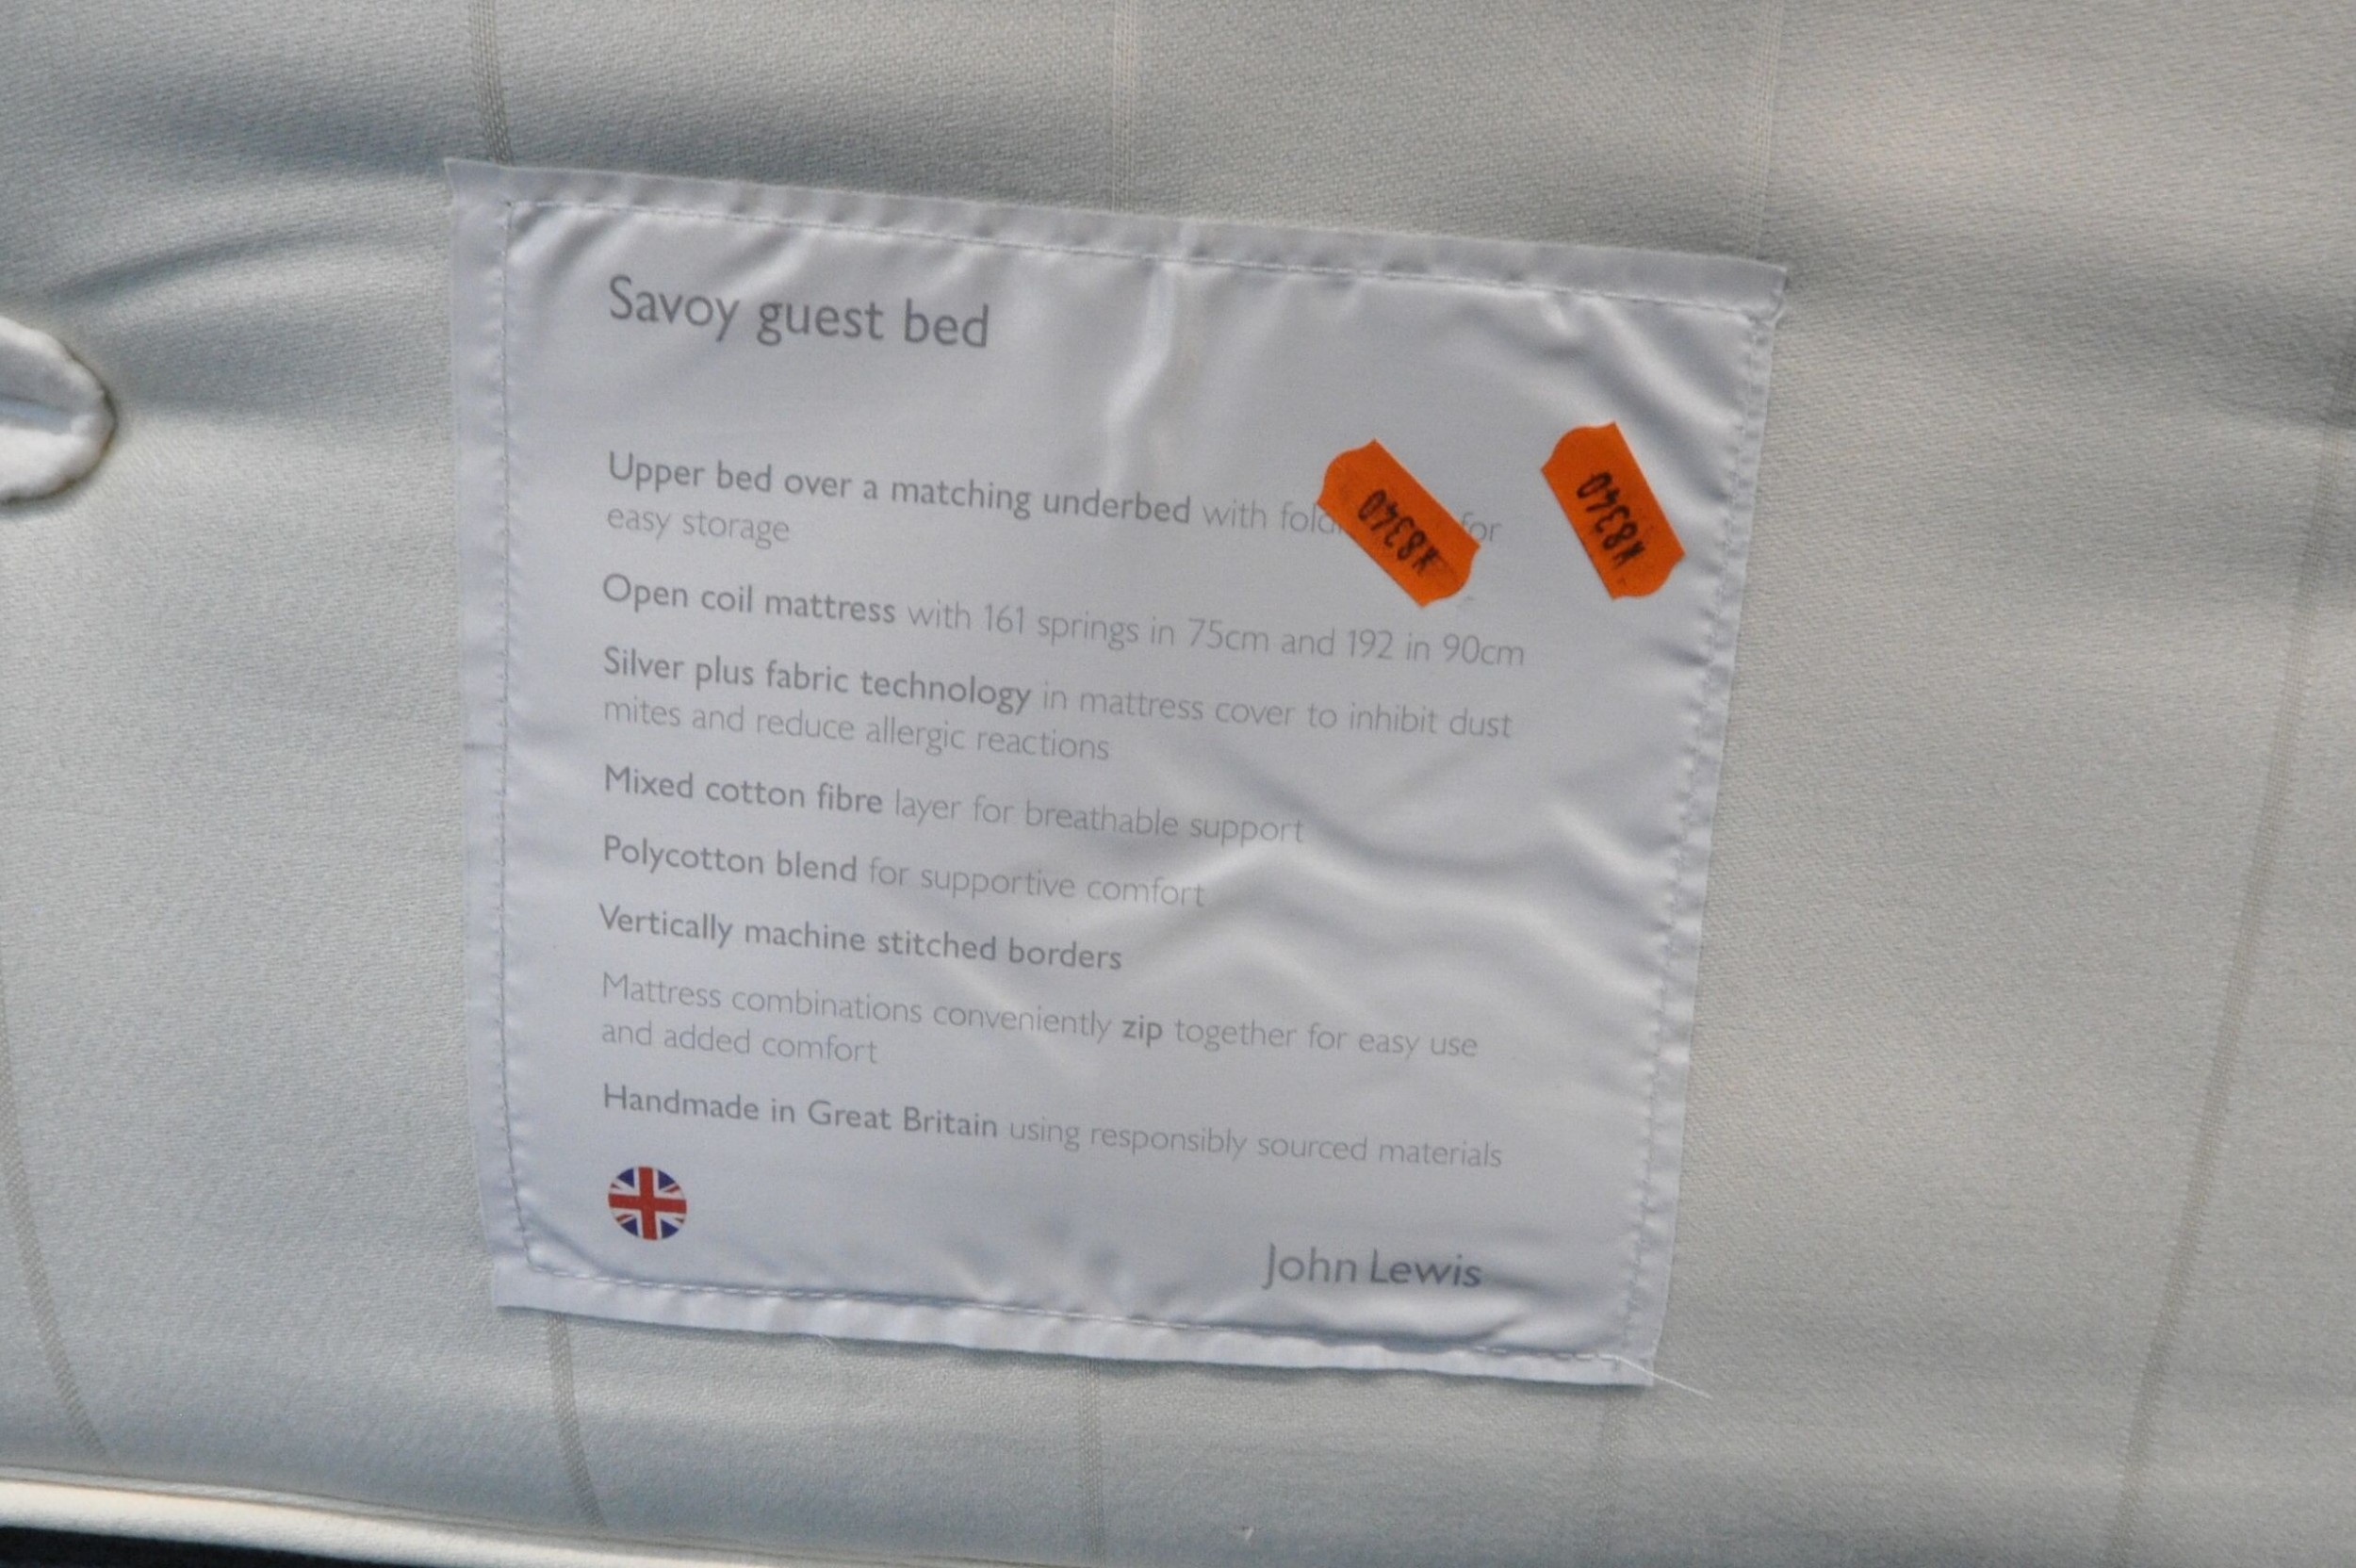 Savoy guest bed
Upper bed over a matching underbed with for
easy storage
Open coil mattress with 161 springs in 75cm and 192 in 90cm
Silver plus fabric technology in mattress cover to inhibit dust
mites and reduce allergic reactions
Mixed cotton fibre layer for breathable support
Polycotton blend for supportive comfort
Vertically machine stitched borders
Mattress combinations conveniently zip together for easy use
and added comfort
Handmade in Great Britain using responsibly sourced materials
John Lewis